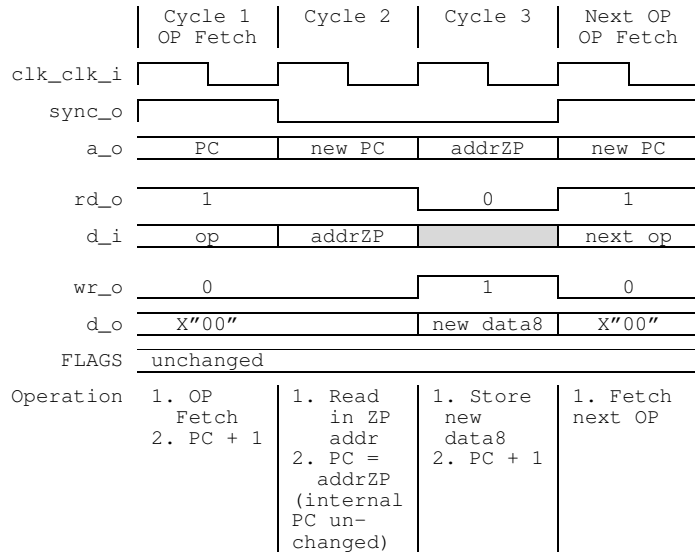 Cycle 1 Cycle 2 Cycle 3 Next OP
OP Fetch OP Fetch
clk_clk_i
sync_o
a_o PC new PC addrZP new PC
rd_o 1 0 1
d_i op addrZP next op
wr_o 0 1 0
d_o X"00" new data8 X"00"
FLAGS unchanged
Operation 1. OP 1. Read 1. Store 1. Fetch
Fetch in ZP new next OP
2. PC + 1 addr data8
2. PC = 2. PC + 1
addrZP
(internal
PC un-
changed)